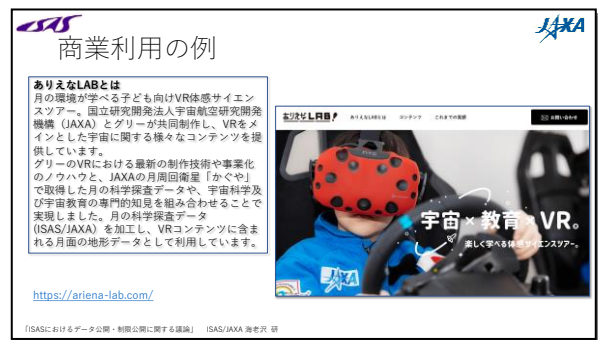 ISAS
JAXA
商業利用の例
ありえなLABとは
月の環境が学べる子ども向けVR体感サイエン
スツアー。国立研究開発法人宇宙航空研究開発
機構（JAXA）とグリーが共同制作し、VRをメ
インとした宇宙に関する様々なコンテンツを提
供しています。
グリーのVRにおける最新の制作技術や事業化
のノウハウと、JAXAの月周回衛星「かぐや」
で取得した月の科学探査データや、宇宙科学及
び宇宙教育の専門的知見を組み合わせることで
実現しました。月の科学探査データ
(ISAS/JAXA) を加工し、VRコンテンツに含ま
れる月面の地形データとして利用しています。
ありえなLAB! ありえなLABとは コンテンツ これまでの実績 お問い合わせ
宇宙×教育×VR。
楽しく学べる体感サイエンスツアー。
JAXA
https://ariena-lab.com/
「ISASにおけるデータ公開・制限公開に関する議論」 ISAS/JAXA 海老沢 研